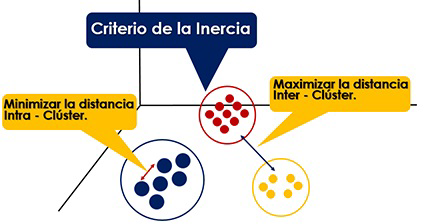 Criterio de la Inercia
Minimizar la distancia
Intra - Clúster.
Maximizar la distancia
Inter - Clúster.